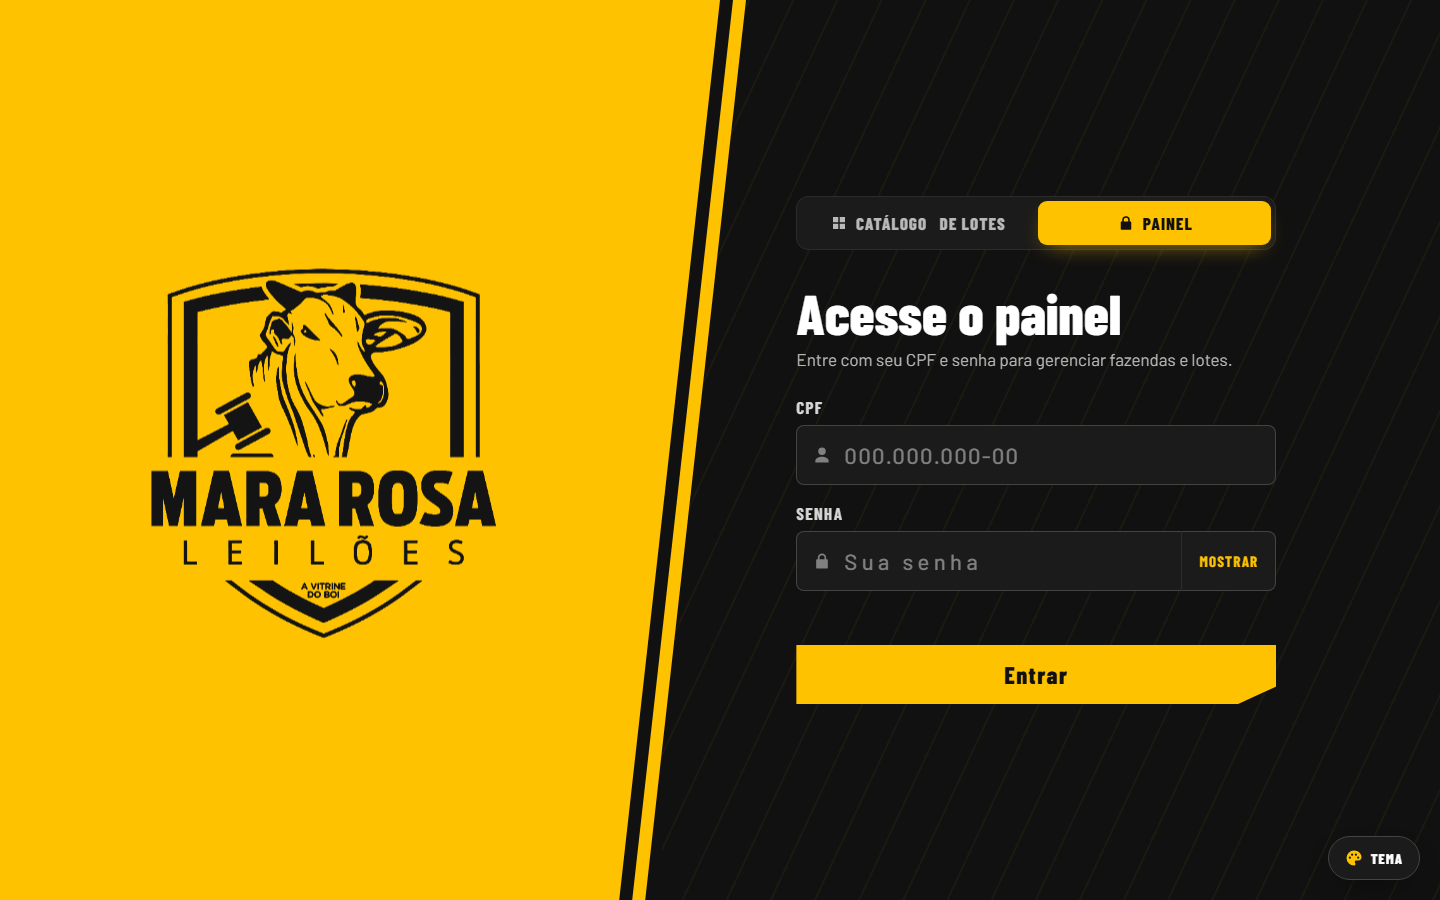 MARA ROSA
LEILÕES
A VITRINE
DO BOI
CATÁLOGO DE LOTES
PAINEL
Acesse o painel
Entre com seu CPF e senha para gerenciar fazendas e lotes.
CPF
000.000.000-00
SENHA
Sua senha
MOSTRAR
Entrar
TEMA